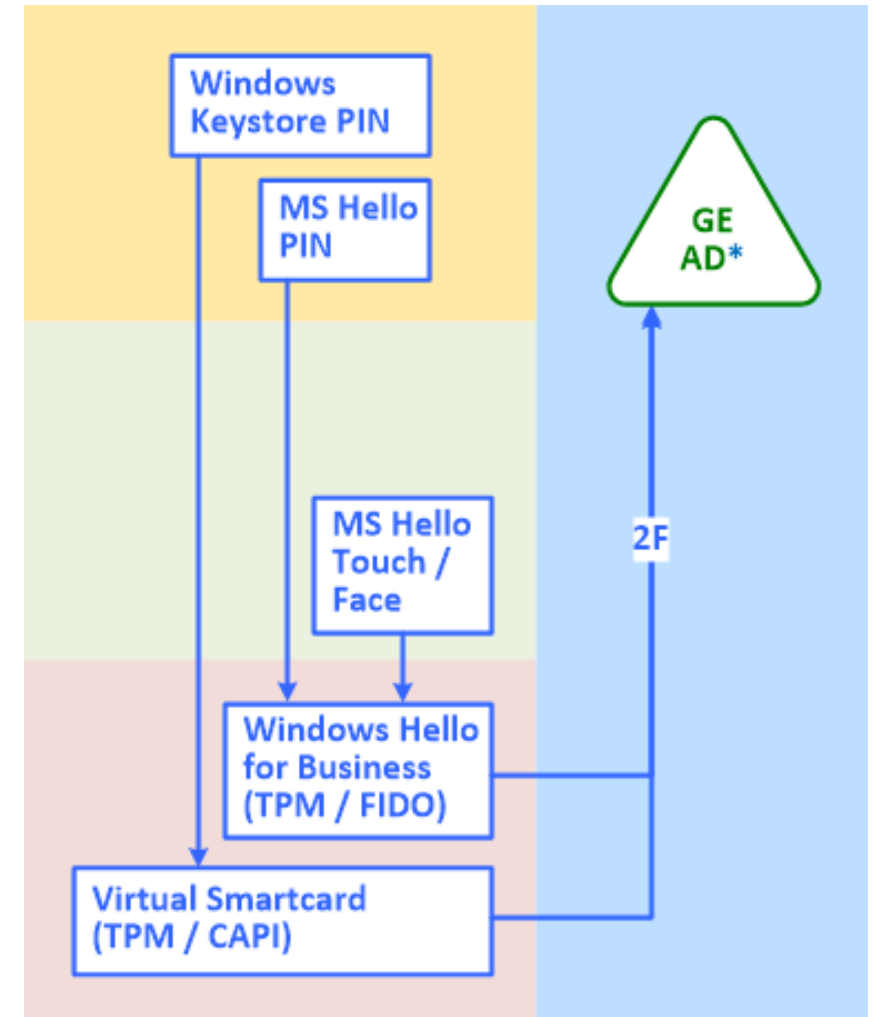 Windows
Keystore PIN
MS Hello
PIN
GE
AD*
MS Hello
Touch /
Face
2F
Windows Hello
for Business
(TPM / FIDO)
Virtual Smartcard
(TPM / CAPI)